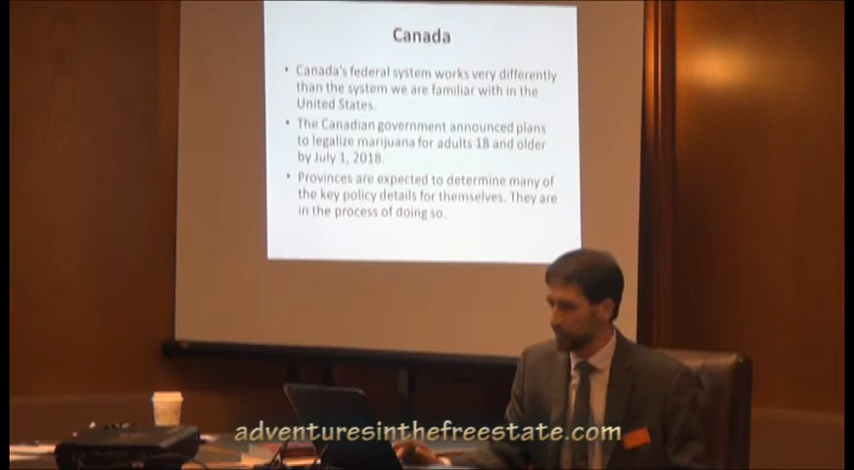 Canada
• Canada's federal system works very differently
than the system we are familiar with in the
United States.
• The Canadian government announced plans
to legalize marijuana for adults 18 and older
by July 1, 2018.
• Provinces are expected to determine many of
the key policy details for themselves. They are
in the process of doing so.
adventuresinthefreestate.com